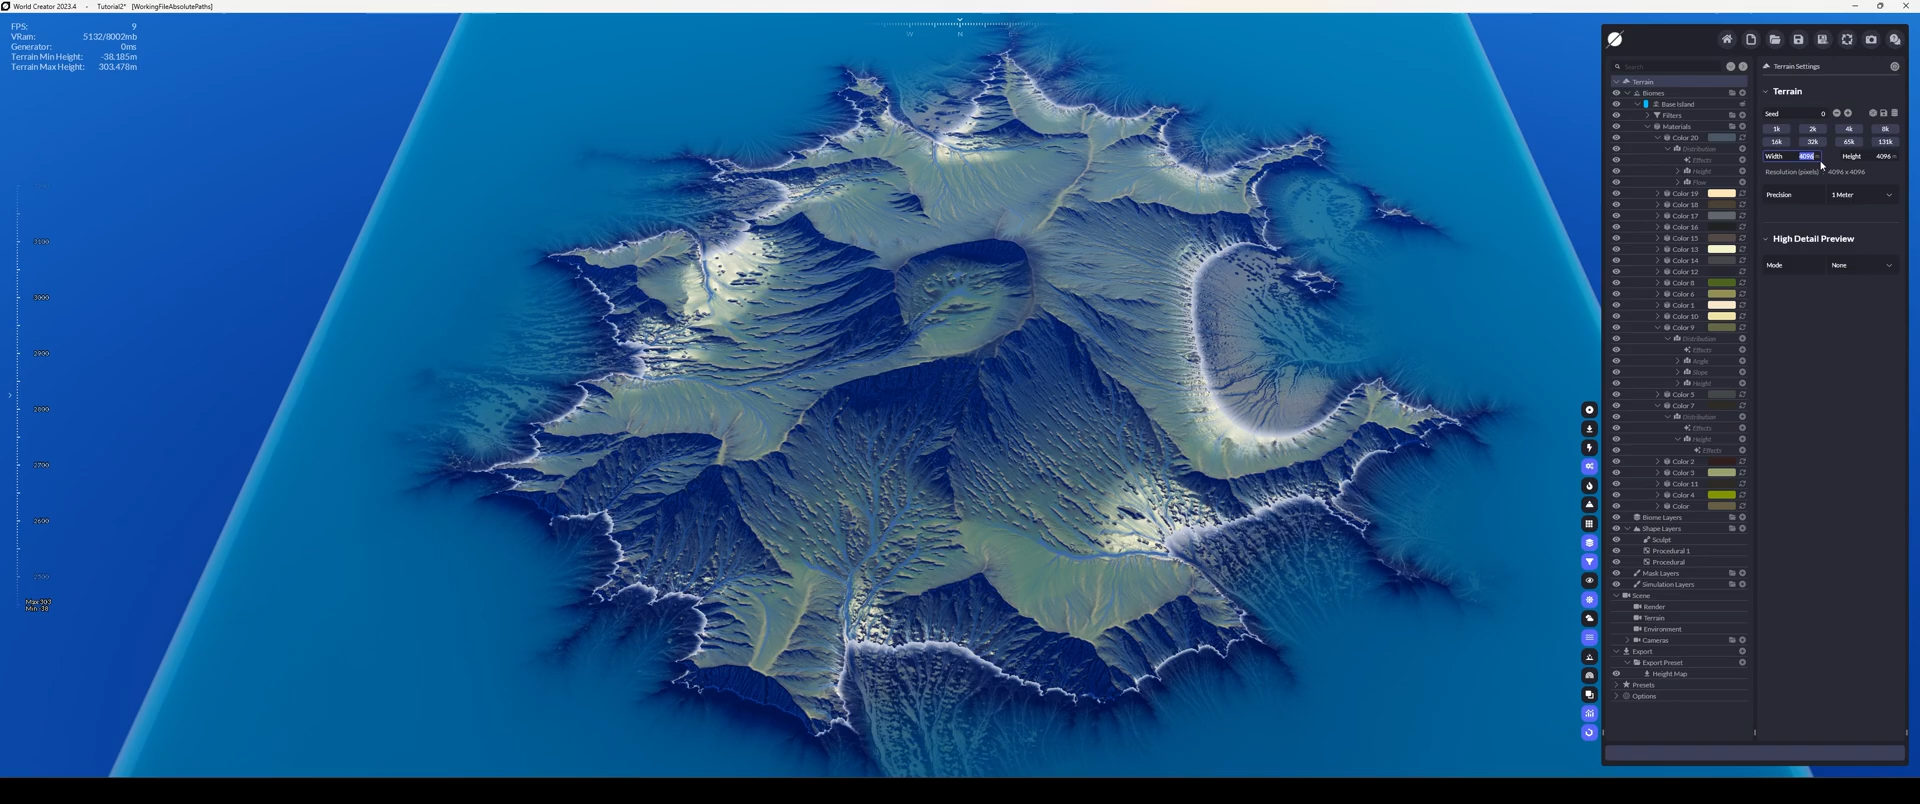 World Creator 2023.4 - Tutorial2* [WorkingFileAbsolutePaths]
FPS: 9
VRam: 5132/8002mb
Generator: 0ms
Terrain Min Height: -38.185m
Terrain Max Height: 303.478m
W N E
3100
3000
2900
2800
2700
2600
2500
Max 303
Min -38
Search
Terrain
Biomes
Base Island
Filters
Materials
Color 20
Distribution
Effects
Height
Flow
Color 19
Color 18
Color 17
Color 16
Color 15
Color 13
Color 14
Color 12
Color 8
Color 6
Color 1
Color 10
Color 9
Distribution
Effects
Angle
Slope
Height
Color 5
Color 7
Distribution
Effects
Height
Effects
Color 2
Color 3
Color 11
Color 4
Color
Biome Layers
Shape Layers
Sculpt
Procedural 1
Procedural
Mask Layers
Simulation Layers
Scene
Render
Terrain
Environment
Cameras
Export
Export Preset
Height Map
Presets
Options
Terrain Settings
Terrain
Seed 0
1k 2k 4k 8k
16k 32k 65k 131k
Width 4096 m Height 4096 m
Resolution (pixels) 4096 x 4096
Precision 1 Meter
High Detail Preview
Mode None